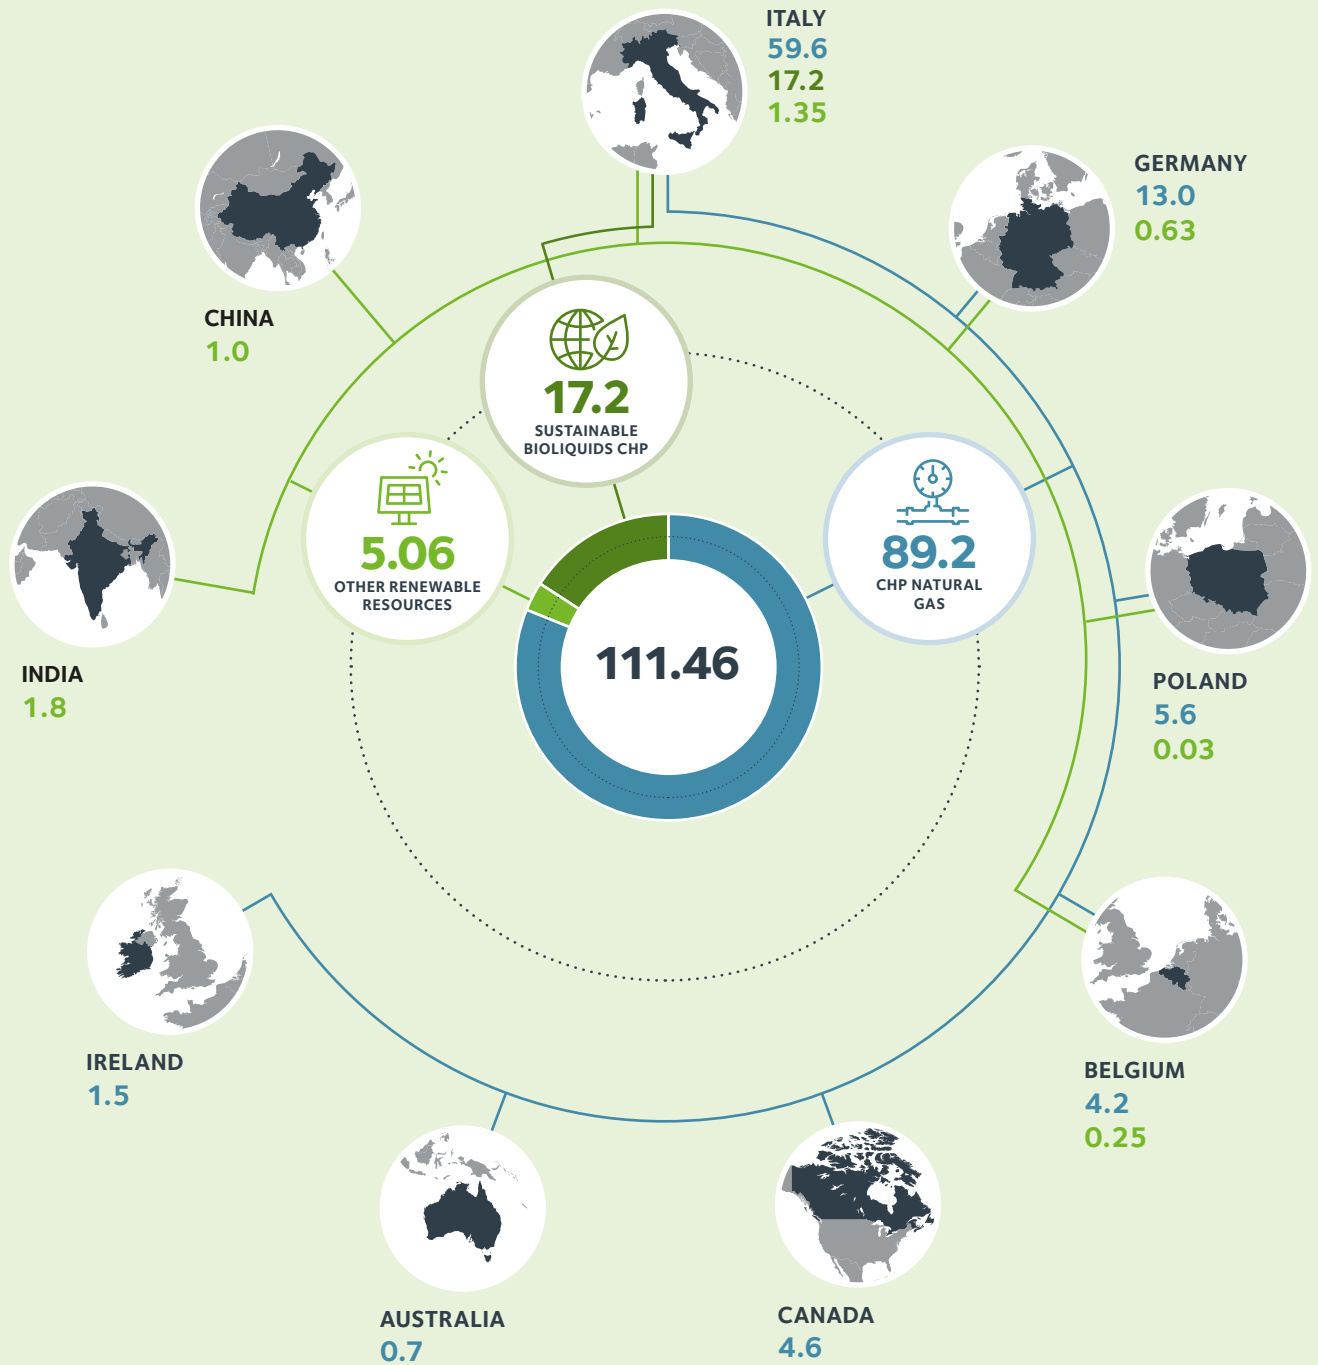 ITALY
59.6
17.2
1.35
GERMANY
13.0
0.63
CHINA
1.0
17.2
SUSTAINABLE
BIOLIQUIDS CHP
5.06
OTHER RENEWABLE
RESOURCES
89.2
CHP NATURAL
GAS
111.46
INDIA
1.8
POLAND
5.6
0.03
IRELAND
1.5
BELGIUM
4.2
0.25
AUSTRALIA
0.7
CANADA
4.6